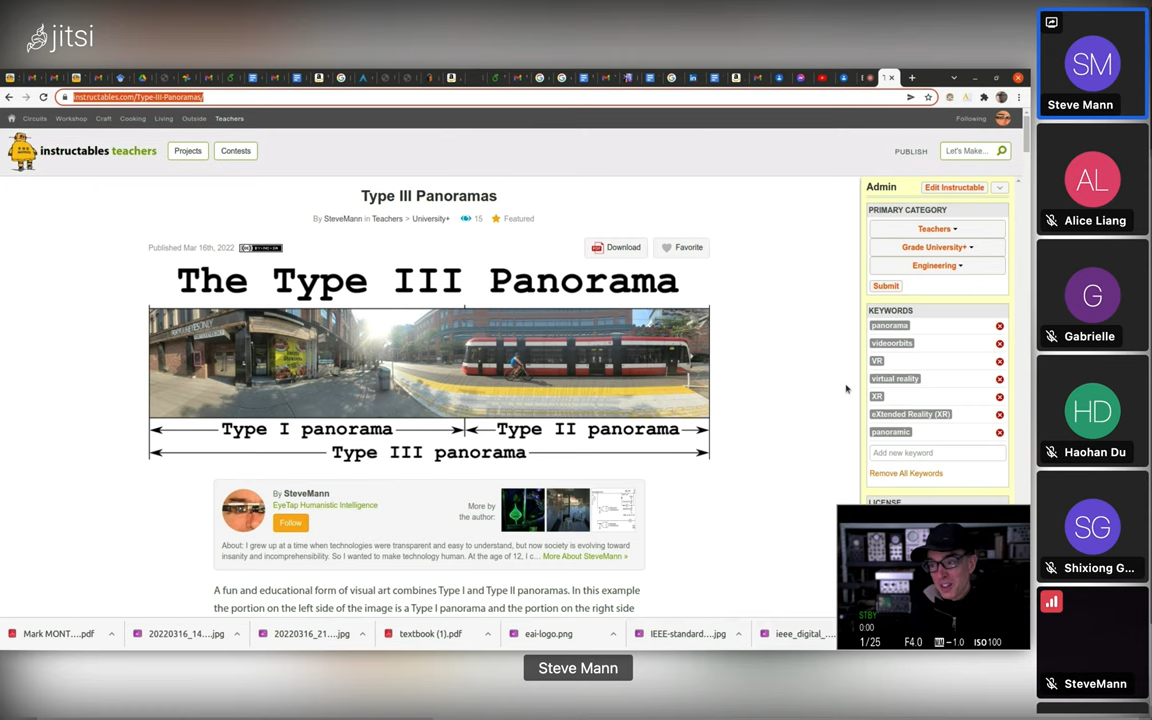 jitsi
instructables.com/Type-III-Panoramas/
Circuits Workshop Craft Cooking Living Outside Teachers
Following
instructables teachers
Projects
Contests
PUBLISH
Let's Make...
Type III Panoramas
By SteveMann in Teachers > University+
15
Featured
Published Mar 16th, 2022
Download
Favorite
The Type III Panorama
Type I panorama
Type II panorama
Type III panorama
By SteveMann
EyeTap Humanistic Intelligence
Follow
More by
the author:
About: I grew up at a time when technologies were transparent and easy to understand, but now society is evolving toward
insanity and incomprehensibility. So I wanted to make technology human. At the age of 12, I c... More About SteveMann »
A fun and educational form of visual art combines Type I and Type II panoramas. In this example
the portion on the left side of the image is a Type I panorama and the portion on the right side
Admin
Edit Instructable
PRIMARY CATEGORY
Teachers
Grade University+
Engineering
Submit
KEYWORDS
panorama
videoorbits
VR
virtual reality
XR
eXtended Reality (XR)
panoramic
Add new keyword
Remove All Keywords
LICENSE
STBY
0:00
1/25 F4.0 -1.0 ISO100
Mark MONT....pdf
20220316_14....jpg
20220316_21....jpg
textbook (1).pdf
eai-logo.png
IEEE-standard....jpg
ieee_digital_...
Steve Mann
SM
Steve Mann
AL
Alice Liang
G
Gabrielle
HD
Haohan Du
SG
Shixiong G...
SteveMann